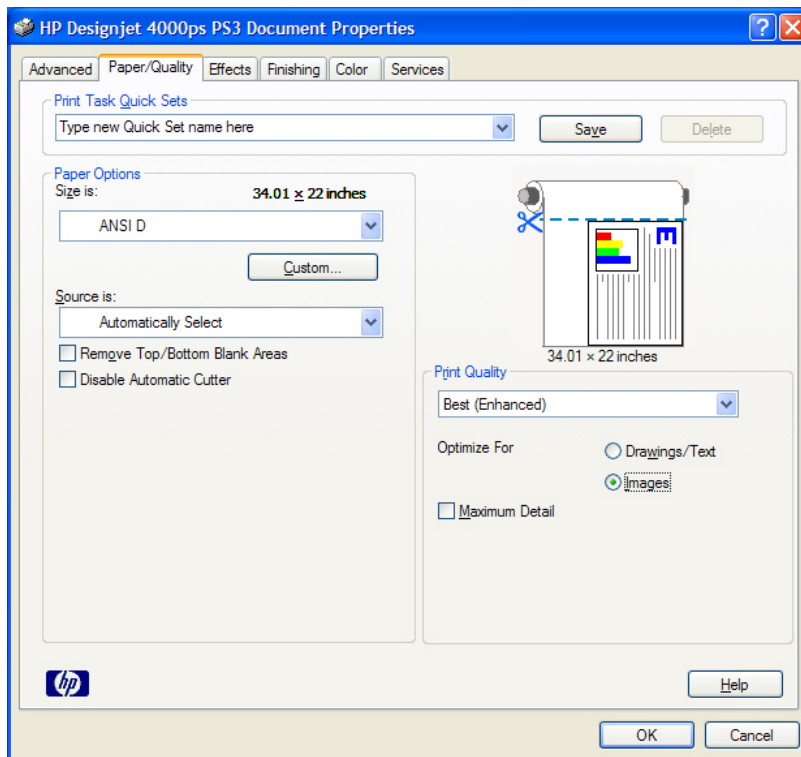 HP Designjet 4000ps PS3 Document Properties
Advanced Paper/Quality Effects Finishing Color Services
Print Task Quick Sets
Type new Quick Set name here Save Delete
Paper Options
Size is: 34.01 x 22 inches
ANSI D
Custom...
Source is:
Automatically Select
Remove Top/Bottom Blank Areas
Disable Automatic Cutter
E
34.01 × 22 inches
Print Quality
Best (Enhanced)
Optimize For Drawings/Text
Images
Maximum Detail
hp
Help
OK Cancel